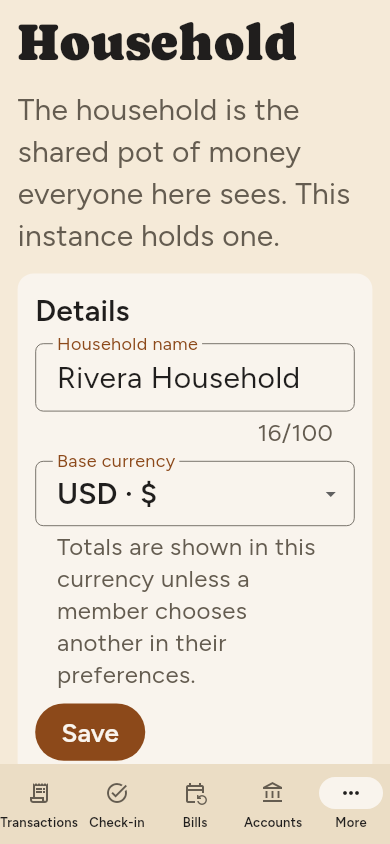 Household
The household is the
shared pot of money
everyone here sees. This
instance holds one.
Details
Household name
Rivera Household
16/100
Base currency
USD · $
Totals are shown in this
currency unless a
member chooses
another in their
preferences.
Save
Transactions Check-in Bills Accounts More